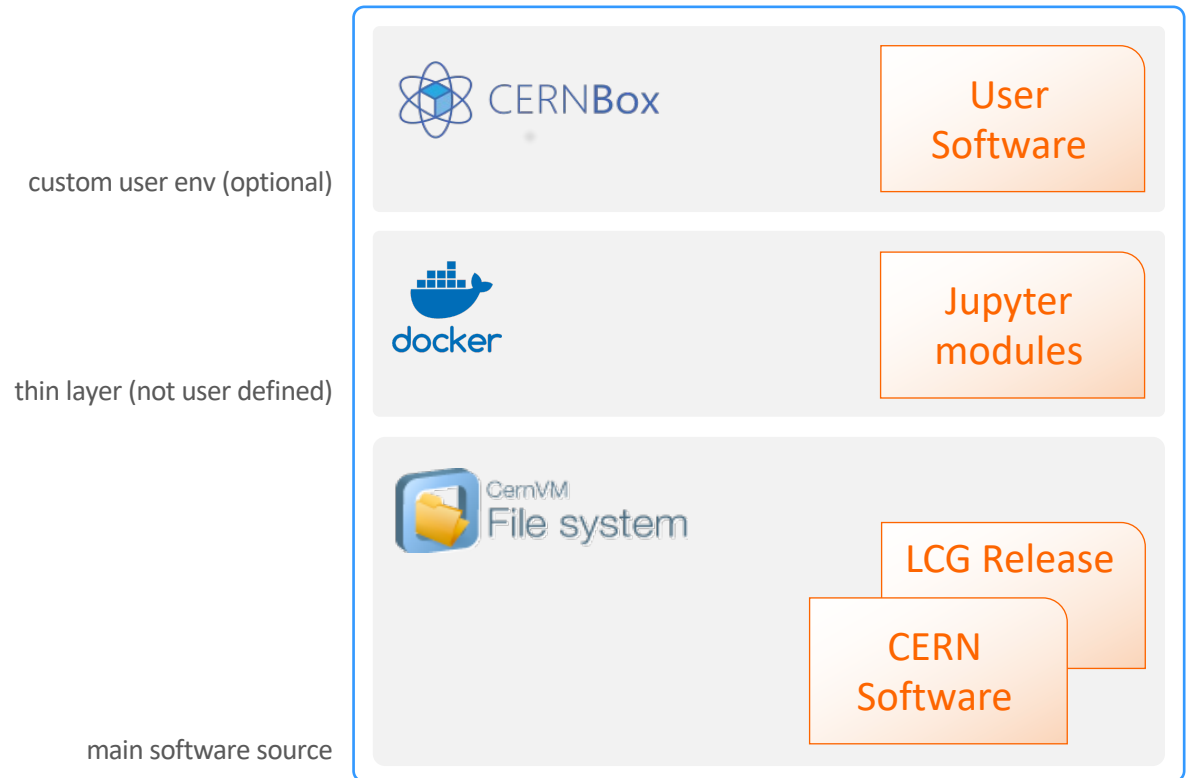 CERNBox
User
Software
custom user env (optional)
docker
Jupyter
modules
thin layer (not user defined)
CernVM
File system
LCG Release
CERN
Software
main software source